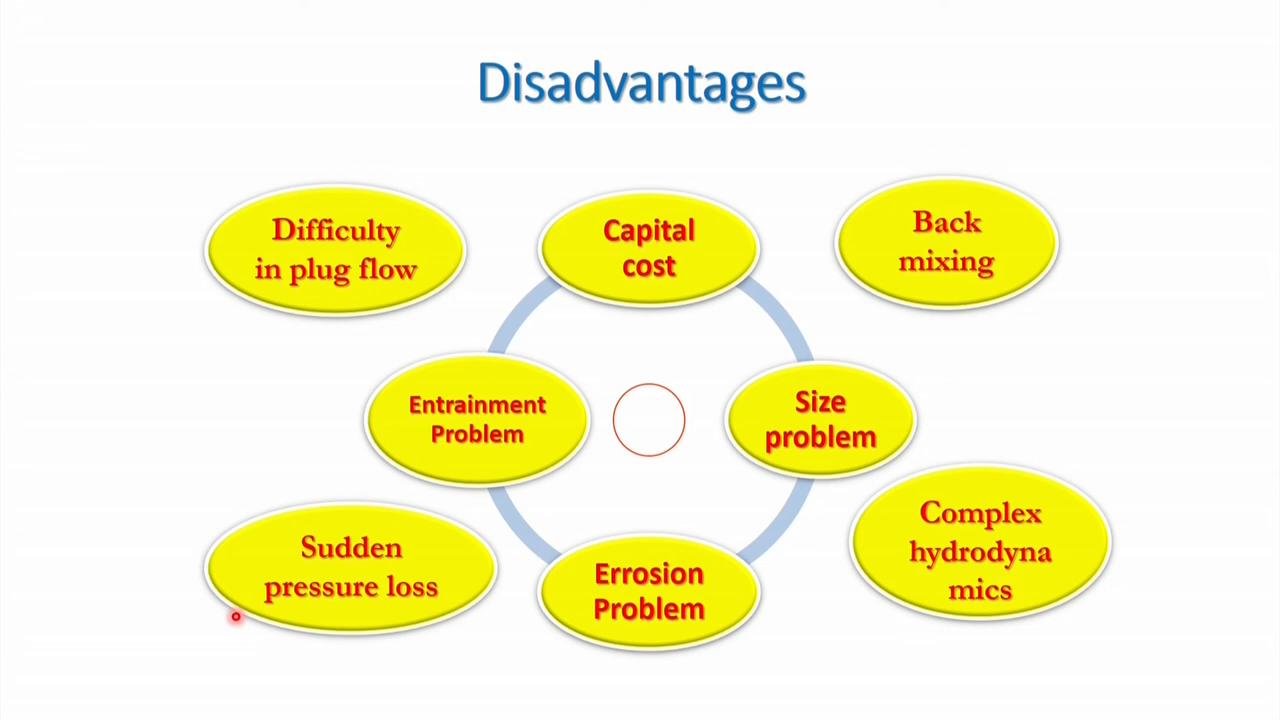 Disadvantages
Difficulty
in plug flow
Capital
cost
Back
mixing
Entrainment
Problem
Size
problem
Sudden
pressure loss
Errosion
Problem
Complex
hydrodyna
mics